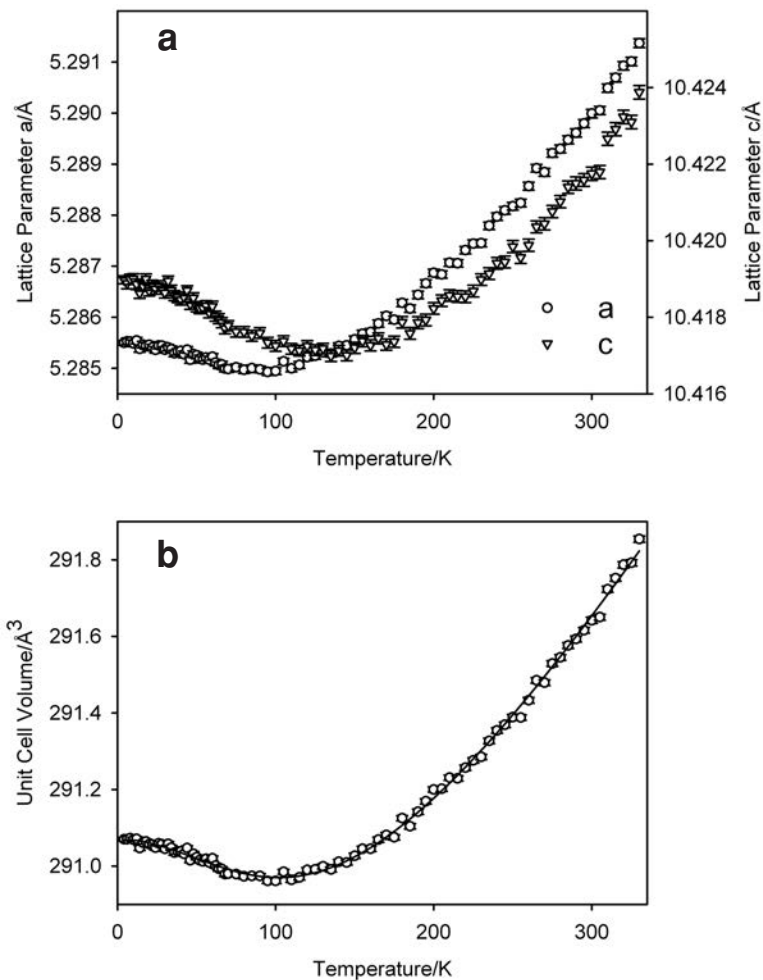 a
5.291
5.290
5.289
5.288
5.287
5.286
5.285
Lattice Parameter a/Å
10.424
10.422
10.420
10.418
10.416
Lattice Parameter c/Å
a
c
0 100 200 300
Temperature/K
b
291.8
291.6
291.4
291.2
291.0
Unit Cell Volume/Å³
0 100 200 300
Temperature/K